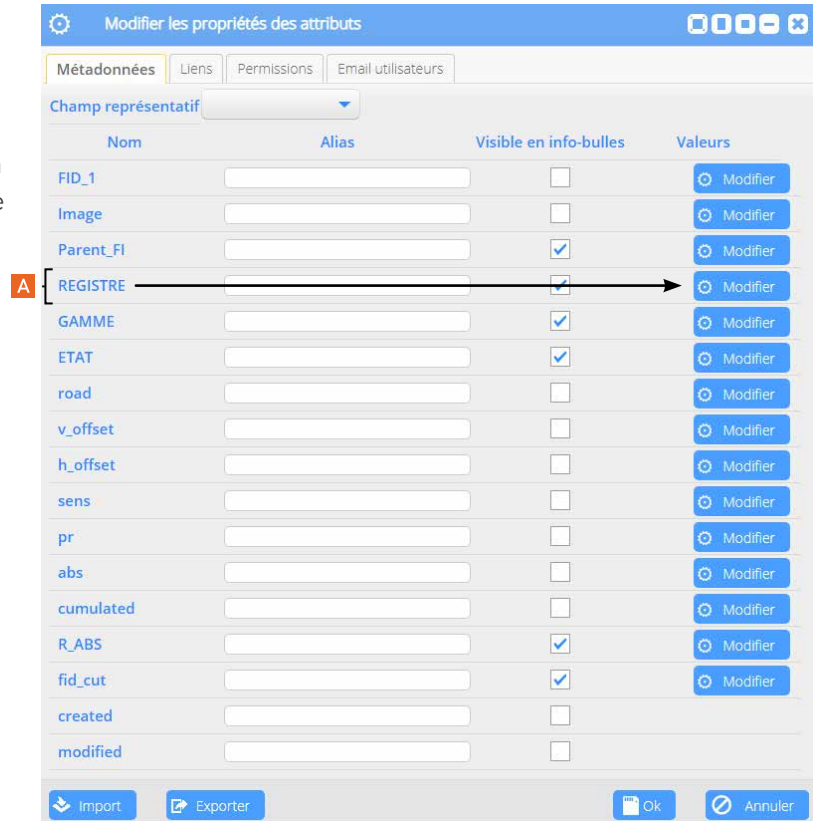 Modifier les propriétés des attributs
Métadonnées Liens Permissions Email utilisateurs
Champ représentatif
Nom Alias Visible en info-bulles Valeurs
FID_1 Modifier
Image Modifier
Parent_FI Modifier
A REGISTRE Modifier
GAMME Modifier
ETAT Modifier
road Modifier
v_offset Modifier
h_offset Modifier
sens Modifier
pr Modifier
abs Modifier
cumulated Modifier
R_ABS Modifier
fid_cut Modifier
created
modified
Import Exporter Ok Annuler